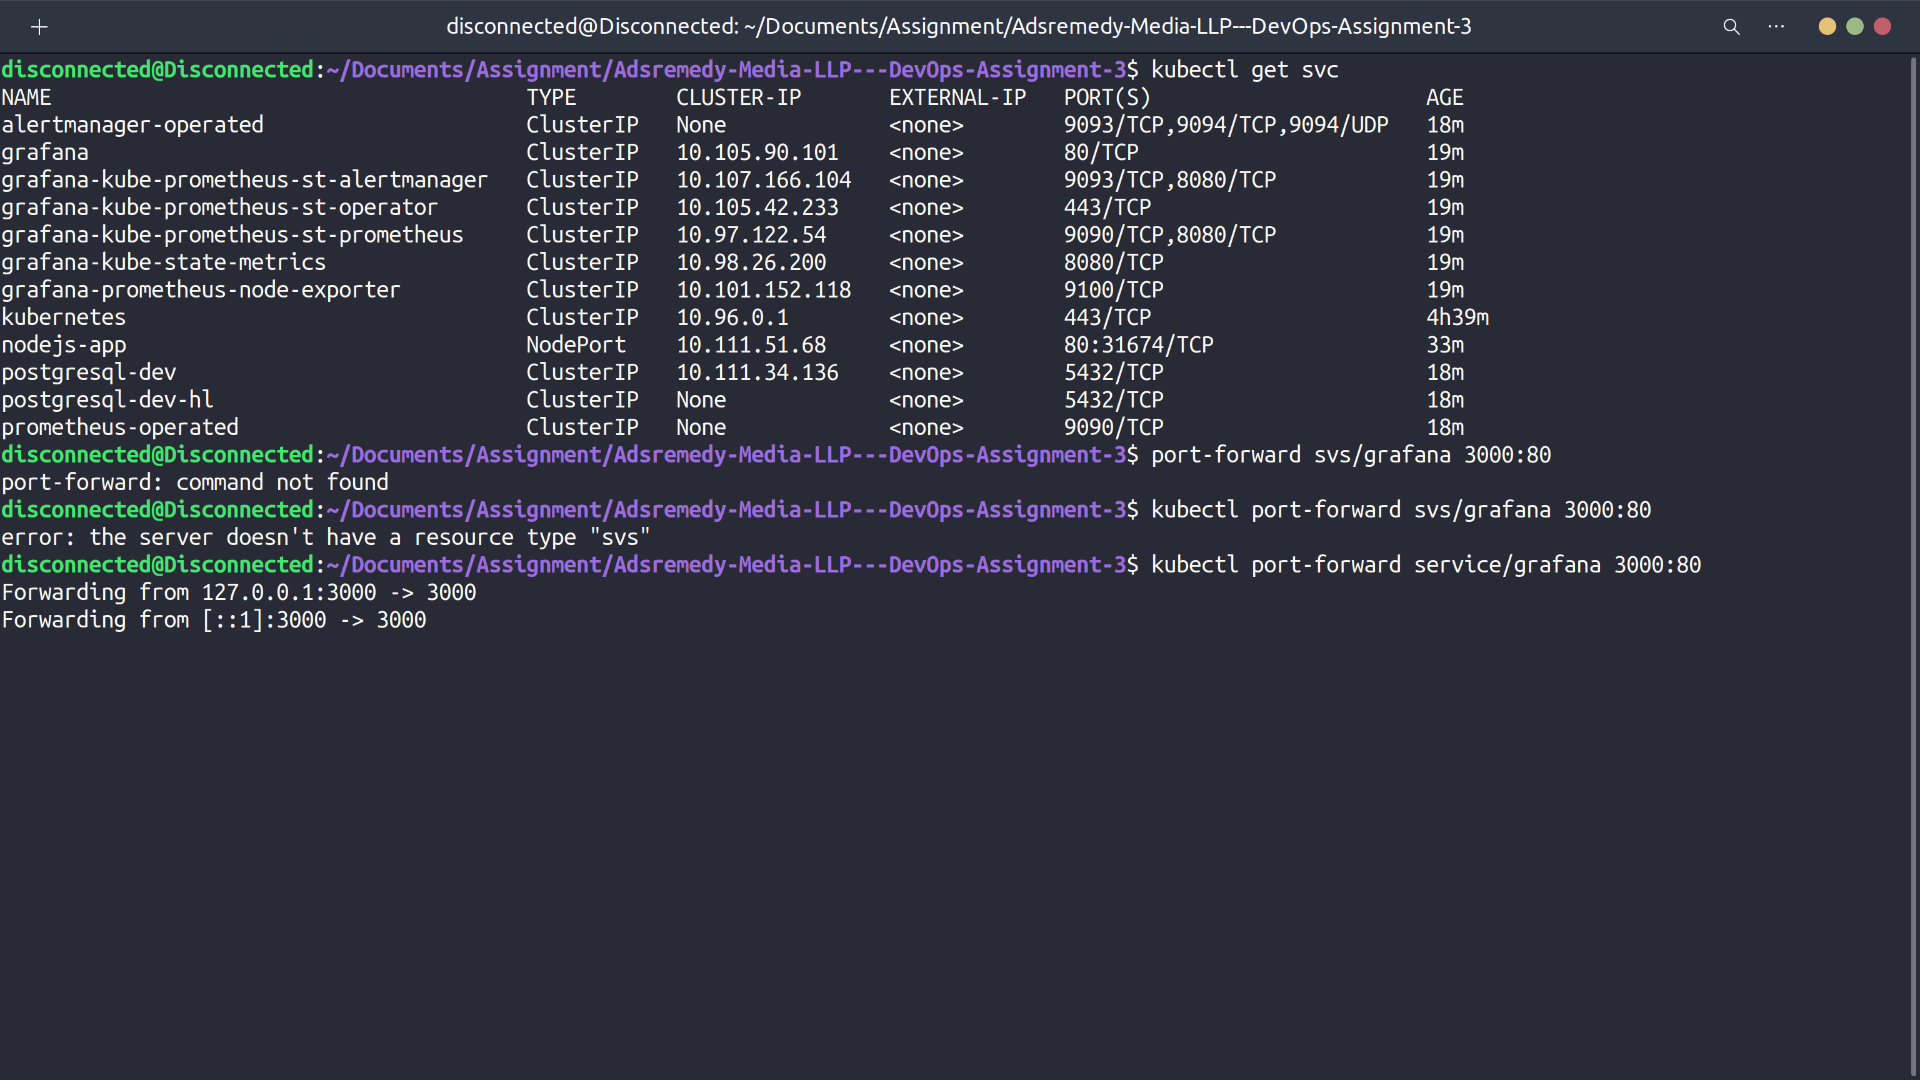 disconnected@Disconnected: ~/Documents/Assignment/Adsremedy-Media-LLP---DevOps-Assignment-3
disconnected@Disconnected:~/Documents/Assignment/Adsremedy-Media-LLP---DevOps-Assignment-3$ kubectl get svc
NAME TYPE CLUSTER-IP EXTERNAL-IP PORT(S) AGE
alertmanager-operated ClusterIP None <none> 9093/TCP,9094/TCP,9094/UDP 18m
grafana ClusterIP 10.105.90.101 <none> 80/TCP 19m
grafana-kube-prometheus-st-alertmanager ClusterIP 10.107.166.104 <none> 9093/TCP,8080/TCP 19m
grafana-kube-prometheus-st-operator ClusterIP 10.105.42.233 <none> 443/TCP 19m
grafana-kube-prometheus-st-prometheus ClusterIP 10.97.122.54 <none> 9090/TCP,8080/TCP 19m
grafana-kube-state-metrics ClusterIP 10.98.26.200 <none> 8080/TCP 19m
grafana-prometheus-node-exporter ClusterIP 10.101.152.118 <none> 9100/TCP 19m
kubernetes ClusterIP 10.96.0.1 <none> 443/TCP 4h39m
nodejs-app NodePort 10.111.51.68 <none> 80:31674/TCP 33m
postgresql-dev ClusterIP 10.111.34.136 <none> 5432/TCP 18m
postgresql-dev-hl ClusterIP None <none> 5432/TCP 18m
prometheus-operated ClusterIP None <none> 9090/TCP 18m
disconnected@Disconnected:~/Documents/Assignment/Adsremedy-Media-LLP---DevOps-Assignment-3$ port-forward svs/grafana 3000:80
port-forward: command not found
disconnected@Disconnected:~/Documents/Assignment/Adsremedy-Media-LLP---DevOps-Assignment-3$ kubectl port-forward svs/grafana 3000:80
error: the server doesn't have a resource type "svs"
disconnected@Disconnected:~/Documents/Assignment/Adsremedy-Media-LLP---DevOps-Assignment-3$ kubectl port-forward service/grafana 3000:80
Forwarding from 127.0.0.1:3000 -> 3000
Forwarding from [::1]:3000 -> 3000